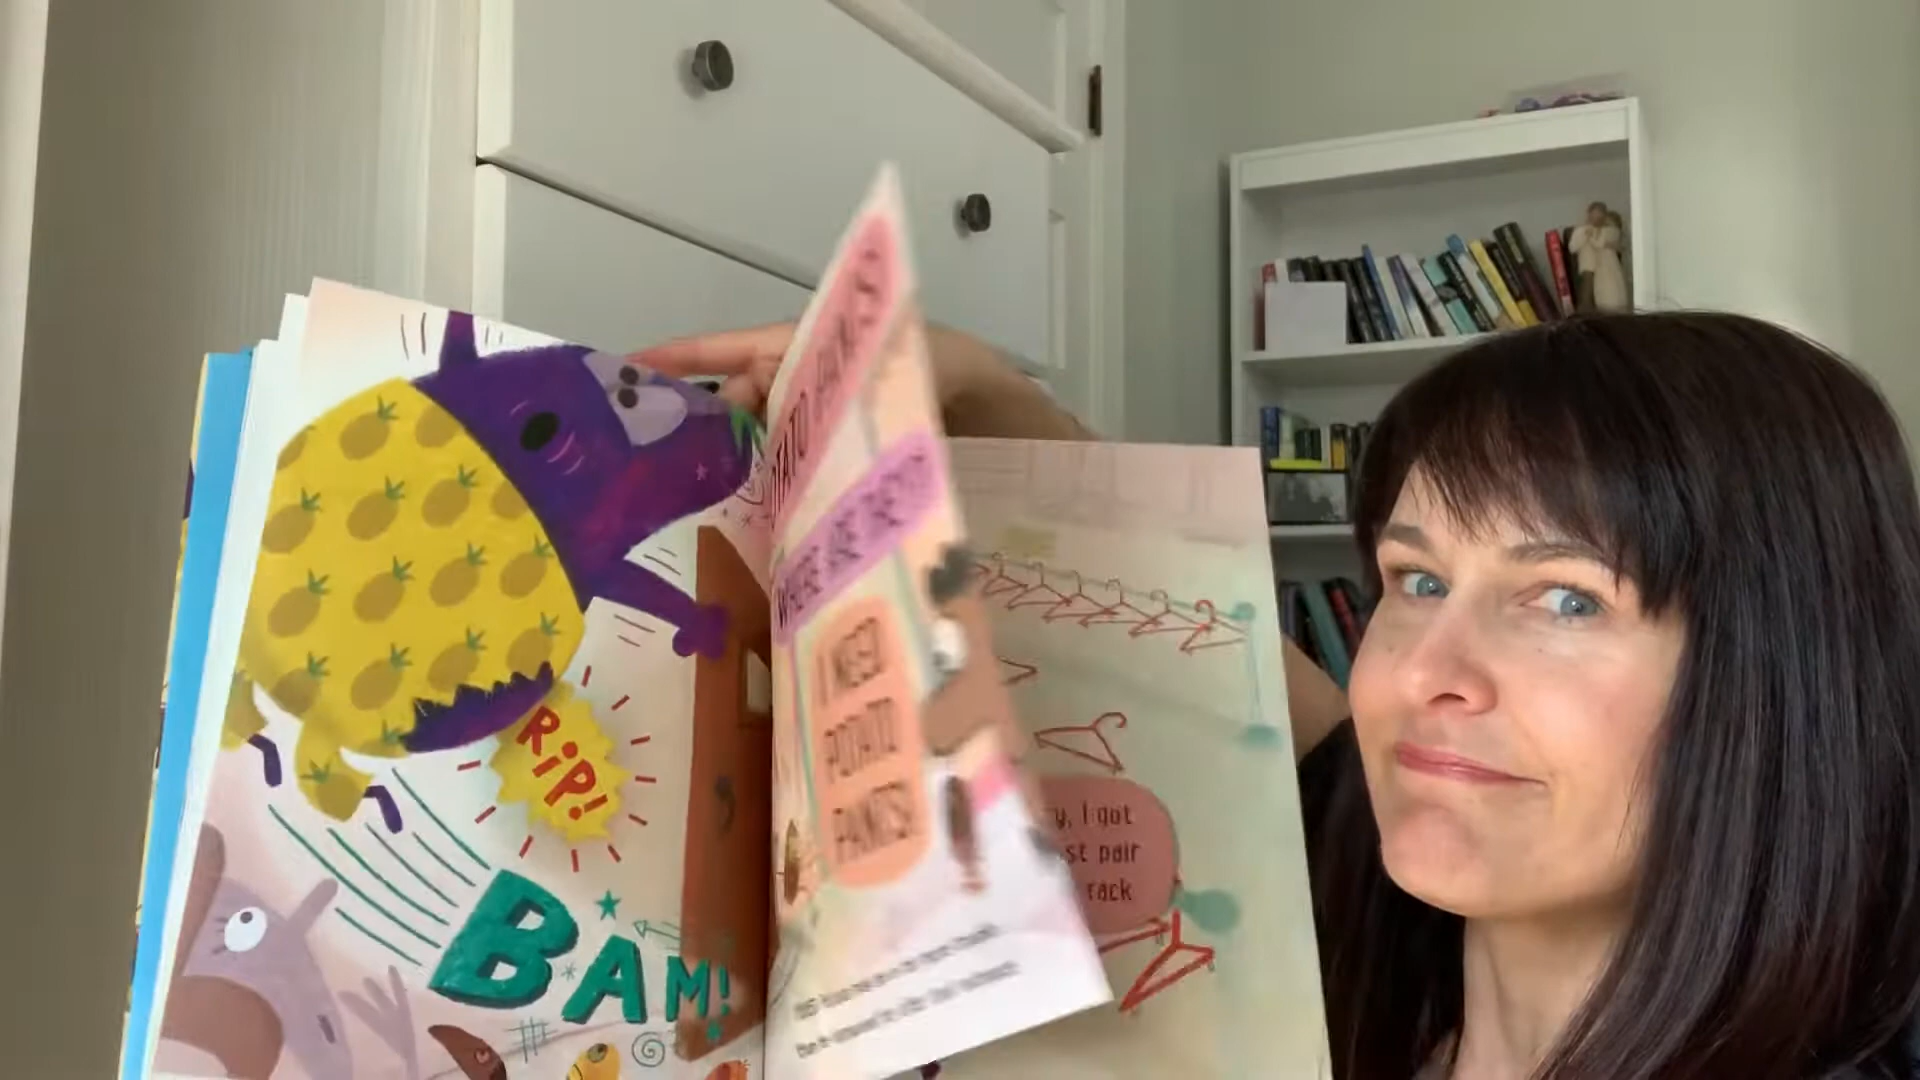 RIP!
BAM!
POTATO PANTS?
WHERE ARE THEY?
I NEED
POTATO
PANTS!
y, I got
st pair
rack